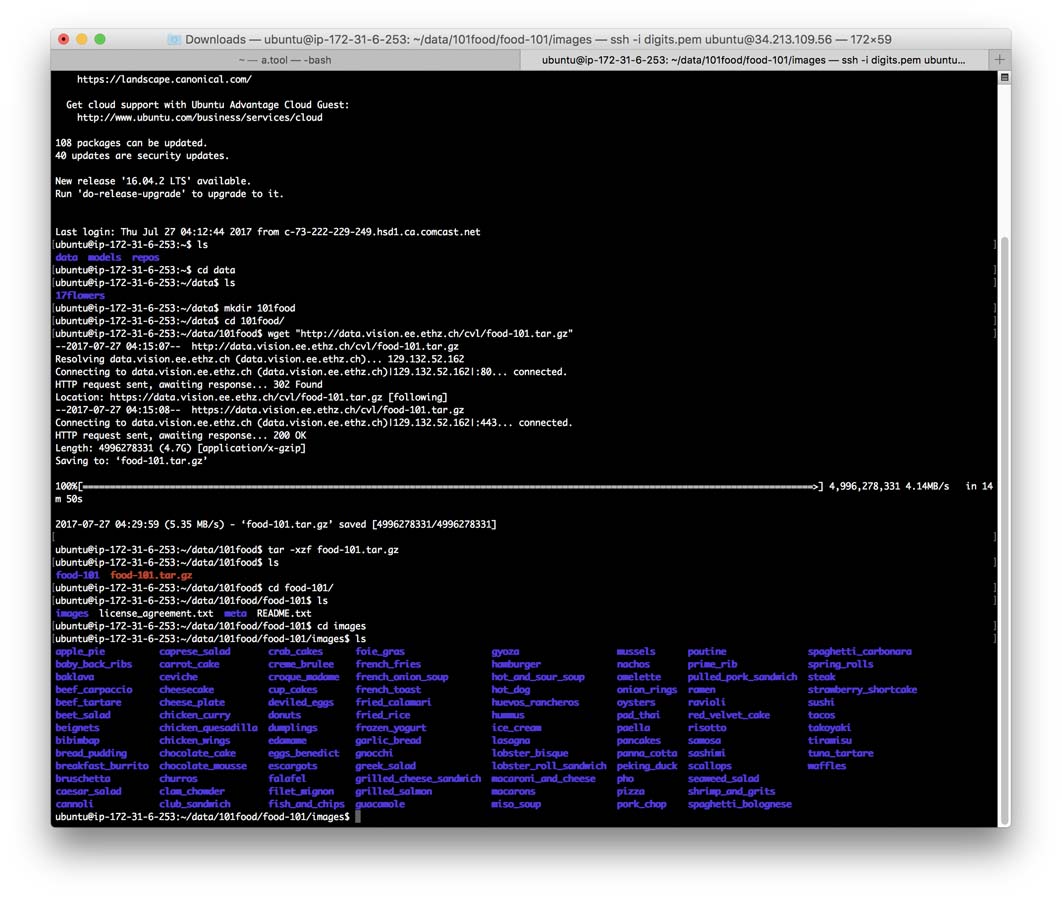 Downloads — ubuntu@ip-172-31-6-253: ~/data/101food/food-101/images — ssh -i digits.pem ubuntu@34.213.109.56 — 172×59
~ — a.tool — -bash
ubuntu@ip-172-31-6-253: ~/data/101food/food-101/images — ssh -i digits.pem ubuntu...
https://landscape.canonical.com/
Get cloud support with Ubuntu Advantage Cloud Guest:
http://www.ubuntu.com/business/services/cloud
108 packages can be updated.
40 updates are security updates.
New release '16.04.2 LTS' available.
Run 'do-release-upgrade' to upgrade to it.
Last login: Thu Jul 27 04:12:44 2017 from c-73-222-229-249.hsd1.ca.comcast.net
[ubuntu@ip-172-31-6-253:~$ ls ]
data models repos
[ubuntu@ip-172-31-6-253:~$ cd data ]
[ubuntu@ip-172-31-6-253:~/data$ ls ]
17flowers
[ubuntu@ip-172-31-6-253:~/data$ mkdir 101food ]
[ubuntu@ip-172-31-6-253:~/data$ cd 101food/ ]
[ubuntu@ip-172-31-6-253:~/data/101food$ wget "http://data.vision.ee.ethz.ch/cvl/food-101.tar.gz" ]
--2017-07-27 04:15:07-- http://data.vision.ee.ethz.ch/cvl/food-101.tar.gz
Resolving data.vision.ee.ethz.ch (data.vision.ee.ethz.ch)... 129.132.52.162
Connecting to data.vision.ee.ethz.ch (data.vision.ee.ethz.ch)|129.132.52.162|:80... connected.
HTTP request sent, awaiting response... 302 Found
Location: https://data.vision.ee.ethz.ch/cvl/food-101.tar.gz [following]
--2017-07-27 04:15:08-- https://data.vision.ee.ethz.ch/cvl/food-101.tar.gz
Connecting to data.vision.ee.ethz.ch (data.vision.ee.ethz.ch)|129.132.52.162|:443... connected.
HTTP request sent, awaiting response... 200 OK
Length: 4996278331 (4.7G) [application/x-gzip]
Saving to: ‘food-101.tar.gz’
100%[======================================================================>] 4,996,278,331 4.14MB/s in 14
m 50s
2017-07-27 04:29:59 (5.35 MB/s) - ‘food-101.tar.gz’ saved [4996278331/4996278331]
[ ]
ubuntu@ip-172-31-6-253:~/data/101food$ tar -xzf food-101.tar.gz
[ubuntu@ip-172-31-6-253:~/data/101food$ ls ]
food-101 food-101.tar.gz
[ubuntu@ip-172-31-6-253:~/data/101food$ cd food-101/ ]
[ubuntu@ip-172-31-6-253:~/data/101food/food-101$ ls ]
images license_agreement.txt meta README.txt
[ubuntu@ip-172-31-6-253:~/data/101food/food-101$ cd images ]
[ubuntu@ip-172-31-6-253:~/data/101food/food-101/images$ ls ]
apple_pie caprese_salad crab_cakes foie_gras gyoza mussels poutine spaghetti_carbonara
baby_back_ribs carrot_cake creme_brulee french_fries hamburger nachos prime_rib spring_rolls
baklava ceviche croque_madame french_onion_soup hot_and_sour_soup omelette pulled_pork_sandwich steak
beef_carpaccio cheesecake cup_cakes french_toast hot_dog onion_rings ramen strawberry_shortcake
beef_tartare cheese_plate deviled_eggs fried_calamari huevos_rancheros oysters ravioli sushi
beet_salad chicken_curry donuts fried_rice hummus pad_thai red_velvet_cake tacos
beignets chicken_quesadilla dumplings frozen_yogurt ice_cream paella risotto takoyaki
bibimbap chicken_wings edamame garlic_bread lasagna pancakes samosa tiramisu
bread_pudding chocolate_cake eggs_benedict gnocchi lobster_bisque panna_cotta sashimi tuna_tartare
breakfast_burrito chocolate_mousse escargots greek_salad lobster_roll_sandwich peking_duck scallops waffles
bruschetta churros falafel grilled_cheese_sandwich macaroni_and_cheese pho seaweed_salad
caesar_salad clam_chowder filet_mignon grilled_salmon macarons pizza shrimp_and_grits
cannoli club_sandwich fish_and_chips guacamole miso_soup pork_chop spaghetti_bolognese
ubuntu@ip-172-31-6-253:~/data/101food/food-101/images$